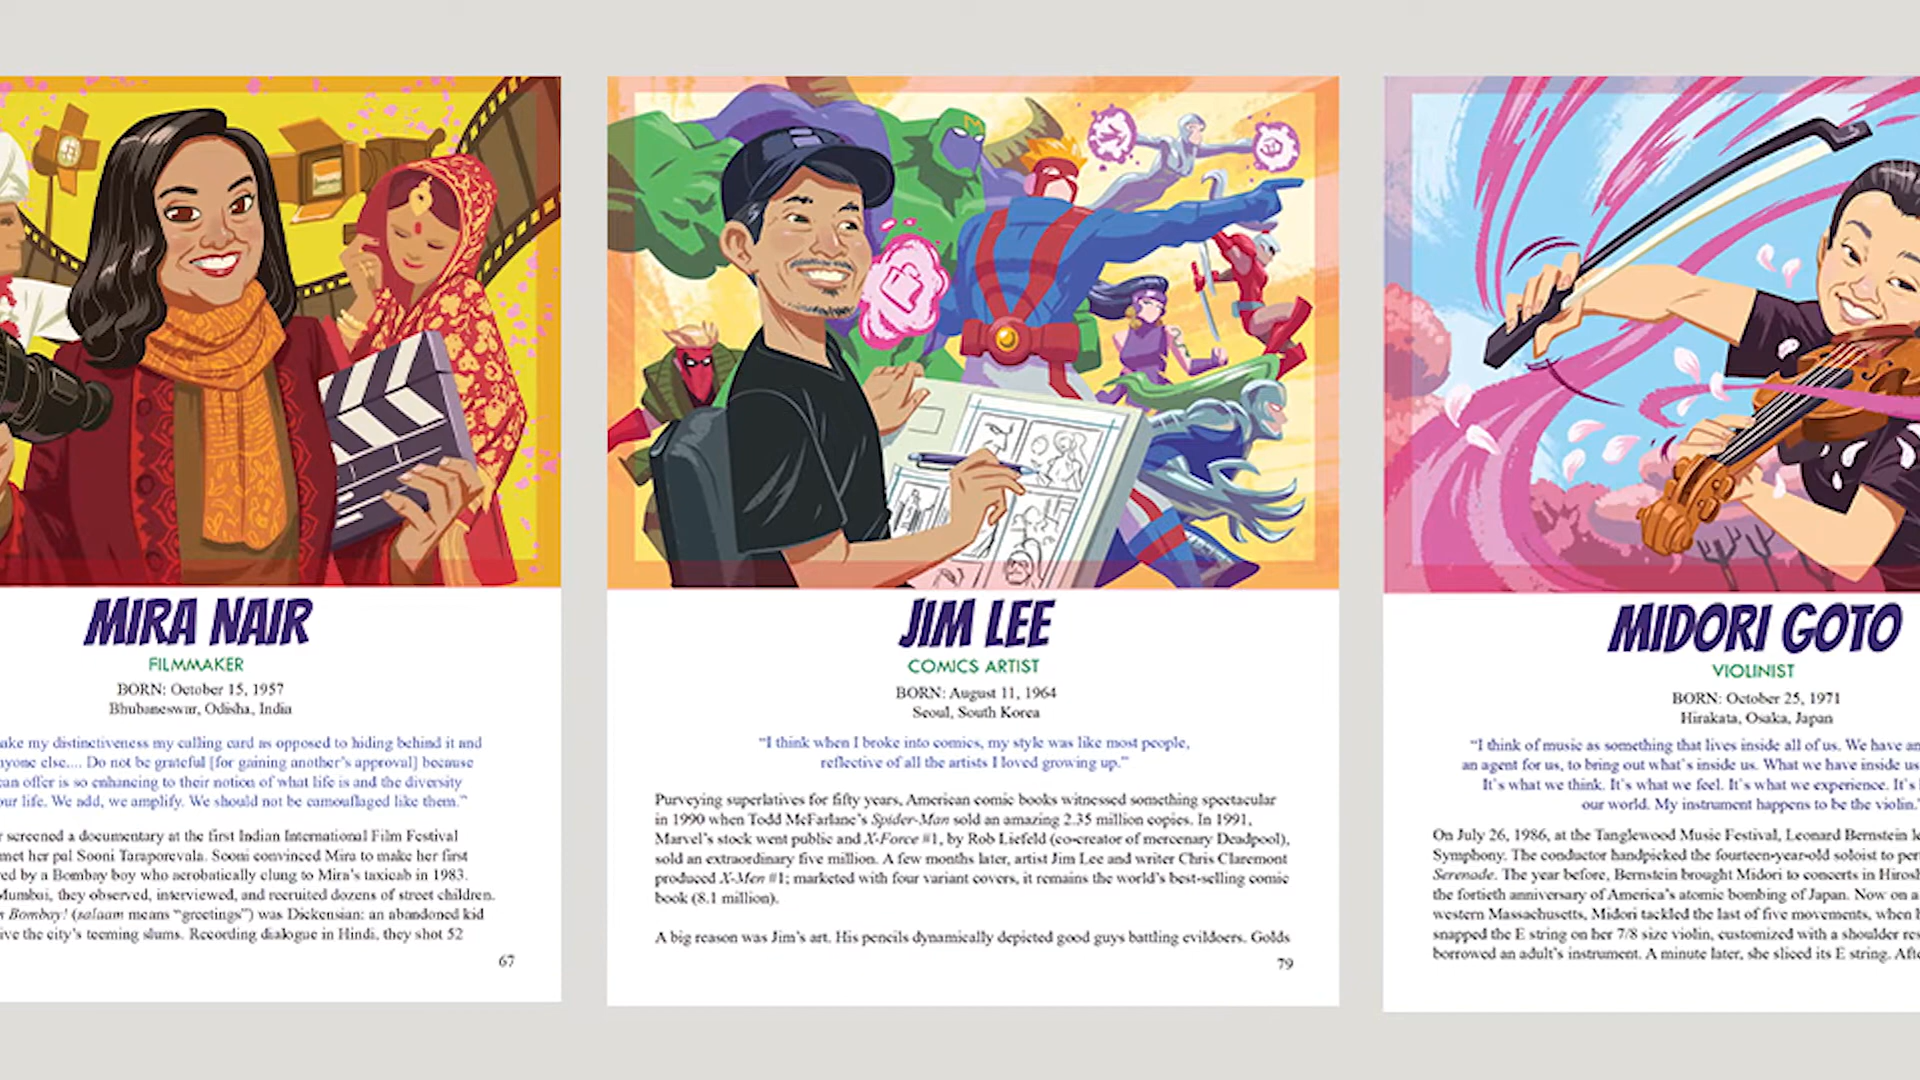 MIRA NAIR
FILMMAKER
BORN: October 15, 1957
Bhubaneswar, Odisha, India
my distinctiveness my calling card as opposed to hiding behind it and
else.... Do not be grateful [for gaining another's approval] because
can offer is so enhancing to their notion of what life is and the diversity
our life. We add, we amplify. We should not be camouflaged like them."
screened a documentary at the first Indian International Film Festival
met her pal Sooni Taraporevala. Sooni convinced Mira to make her first
by a Bombay boy who acrobatically clung to Mira's taxicab in 1983.
Mumbai, they observed, interviewed, and recruited dozens of street children.
Bombay! (salaam means "greetings") was Dickensian: an abandoned kid
the city's teeming slums. Recording dialogue in Hindi, they shot 52
67
JIM LEE
COMICS ARTIST
BORN: August 11, 1964
Seoul, South Korea
"I think when I broke into comics, my style was like most people,
reflective of all the artists I loved growing up."
Purveying superlatives for fifty years, American comic books witnessed something spectacular
in 1990 when Todd McFarlane's Spider-Man sold an amazing 2.35 million copies. In 1991,
Marvel's stock went public and X-Force #1, by Rob Liefeld (co-creator of mercenary Deadpool),
sold an extraordinary five million. A few months later, artist Jim Lee and writer Chris Claremont
produced X-Men #1; marketed with four variant covers, it remains the world's best-selling comic
book (8.1 million).
A big reason was Jim's art. His pencils dynamically depicted good guys battling evildoers. Golds
79
MIDORI GOTO
VIOLINIST
BORN: October 25, 1971
Hirakata, Osaka, Japan
"I think of music as something that lives inside all of us. We have
an agent for us, to bring out what's inside us. What we have inside
It's what we think. It's what we feel. It's what we experience. It's
our world. My instrument happens to be the violin."
On July 26, 1986, at the Tanglewood Music Festival, Leonard Bernstein
Symphony. The conductor handpicked the fourteen-year-old soloist to
Serenade. The year before, Bernstein brought Midori to concerts in
the fortieth anniversary of America's atomic bombing of Japan. Now on a
western Massachusetts, Midori tackled the last of five movements, when
snapped the E string on her 7/8 size violin, customized with a shoulder
borrowed an adult's instrument. A minute later, she sliced its E string.